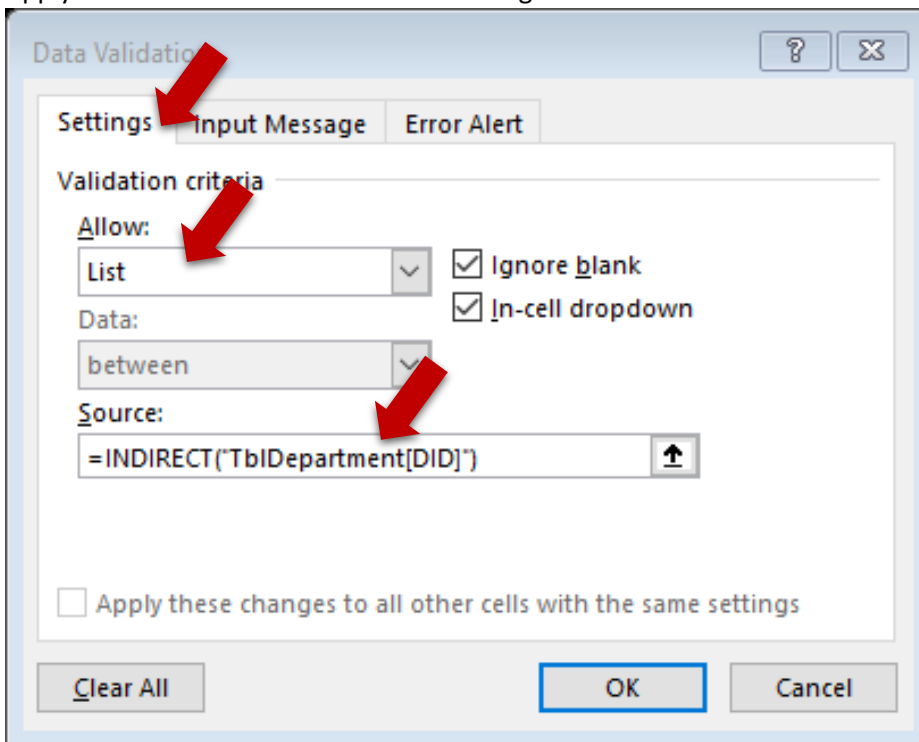 Data Validatio
?
Settings Input Message Error Alert
Validation criteria
Allow:
List
Ignore blank
In-cell dropdown
Data:
between
Source:
=INDIRECT("TblDepartment[DID]")
Apply these changes to all other cells with the same settings
Clear All OK Cancel